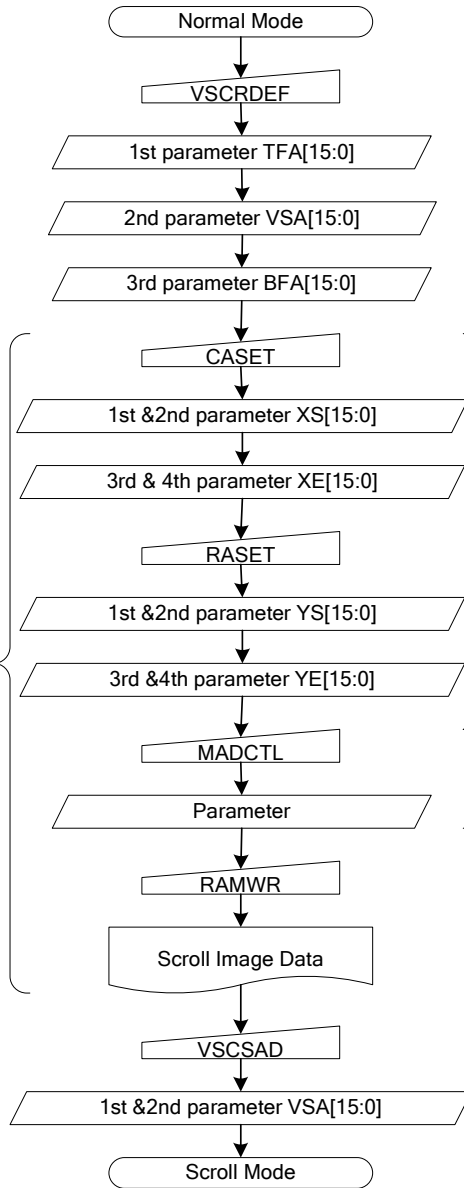 Normal Mode
VSCRDEF
1st parameter TFA[15:0]
2nd parameter VSA[15:0]
3rd parameter BFA[15:0]
CASET
1st &2nd parameter XS[15:0]
3rd & 4th parameter XE[15:0]
RASET
1st &2nd parameter YS[15:0]
3rd &4th parameter YE[15:0]
MADCTL
Parameter
RAMWR
Scroll Image Data
VSCSAD
1st &2nd parameter VSA[15:0]
Scroll Mode